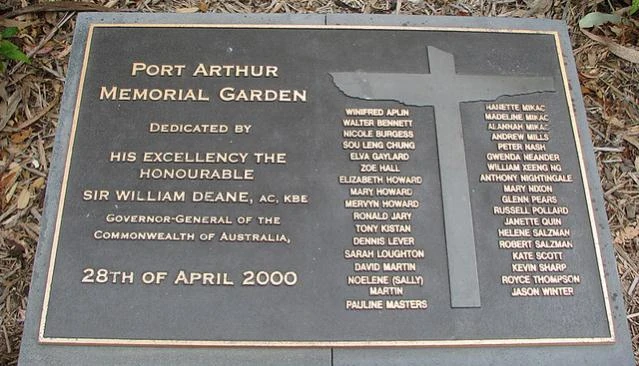 PORT ARTHUR
MEMORIAL GARDEN
DEDICATED BY
HIS EXCELLENCY THE
HONOURABLE
SIR WILLIAM DEANE, AC, KBE
GOVERNOR-GENERAL OF THE
COMMONWEALTH OF AUSTRALIA,
28TH OF APRIL 2000
WINIFRED APLIN
WALTER BENNETT
NICOLE BURGESS
SOU LENG CHUNG
ELVA GAYLARD
ZOE HALL
ELIZABETH HOWARD
MARY HOWARD
MERVYN HOWARD
RONALD JARY
TONY KISTAN
DENNIS LEVER
SARAH LOUGHTON
DAVID MARTIN
NOELENE (SALLY)
MARTIN
PAULINE MASTERS
NANETTE MIKAC
MADELINE MIKAC
ALANNAH MIKAC
ANDREW MILLS
PETER NASH
GWENDA NEANDER
WILLIAM XEENG NG
ANTHONY NIGHTINGALE
MARY NIXON
GLENN PEARS
RUSSELL POLLARD
JANETTE QUIN
HELENE SALZMAN
ROBERT SALZMAN
KATE SCOTT
KEVIN SHARP
ROYCE THOMPSON
JASON WINTER